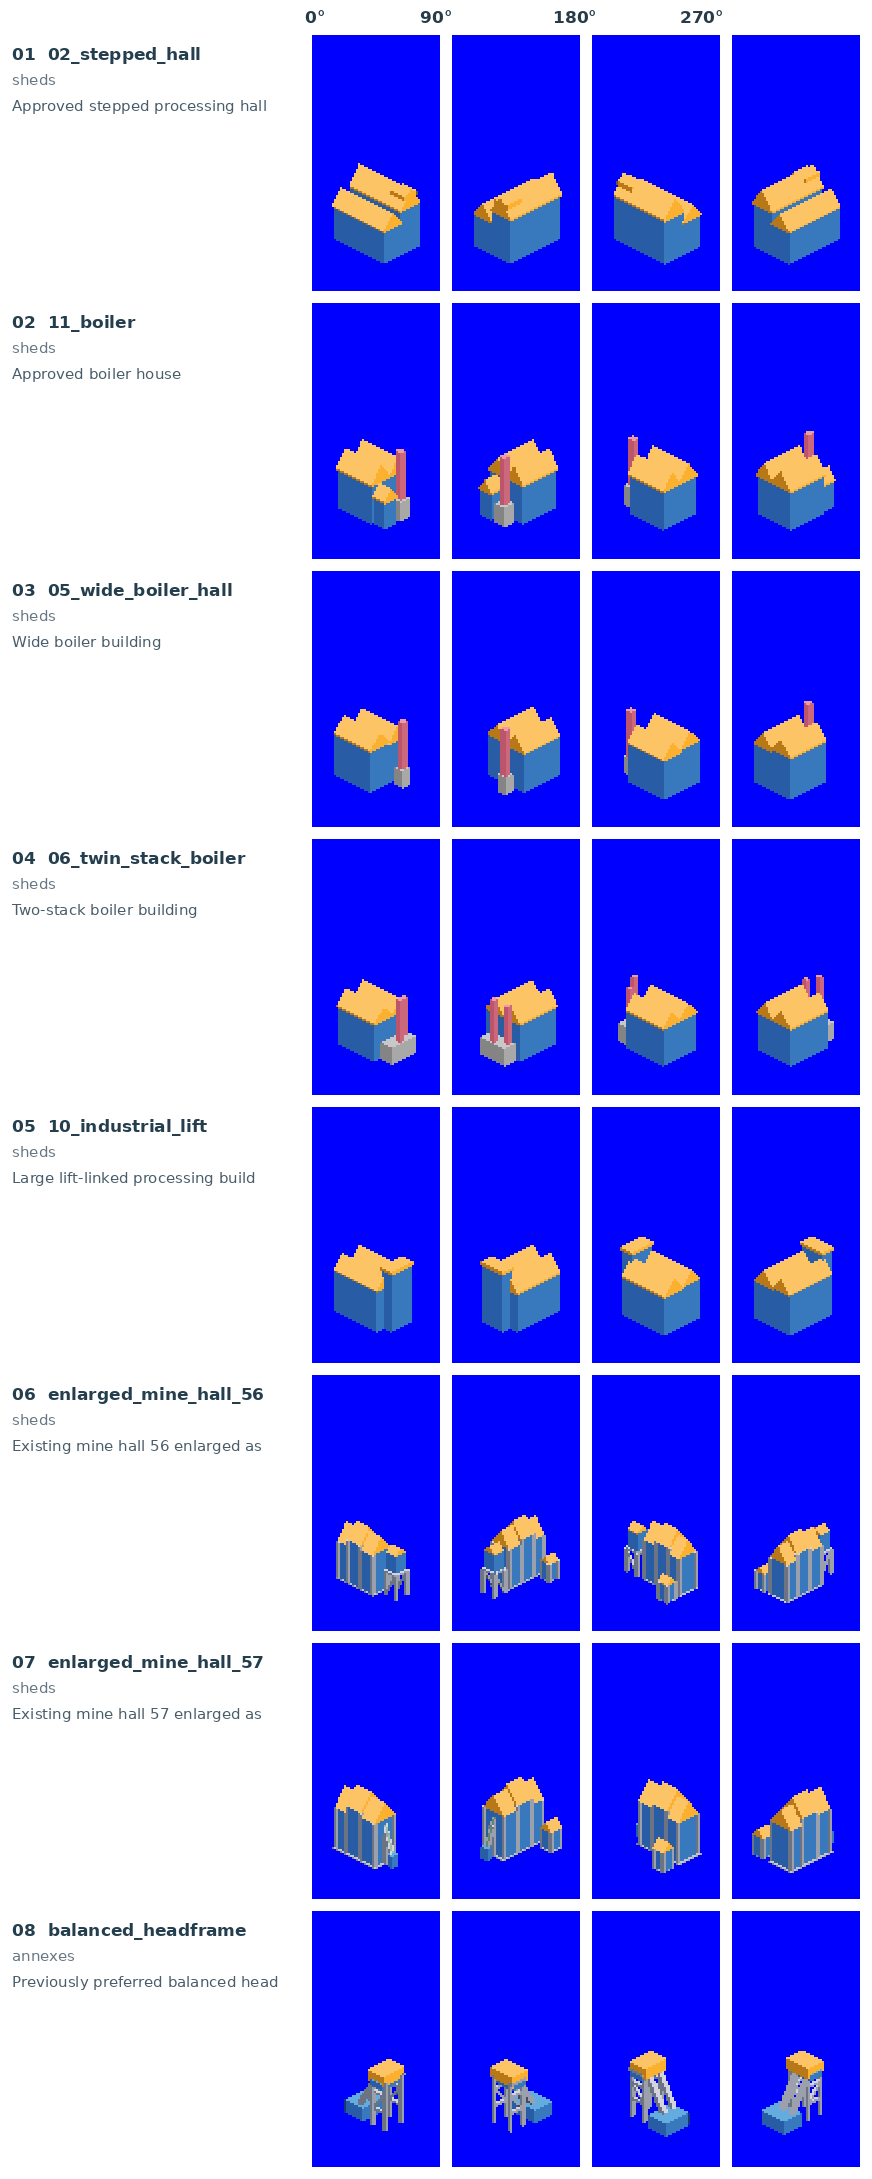 0° 90° 180° 270°
01 02_stepped_hall
sheds
Approved stepped processing hall
02 11_boiler
sheds
Approved boiler house
03 05_wide_boiler_hall
sheds
Wide boiler building
04 06_twin_stack_boiler
sheds
Two-stack boiler building
05 10_industrial_lift
sheds
Large lift-linked processing build
06 enlarged_mine_hall_56
sheds
Existing mine hall 56 enlarged as
07 enlarged_mine_hall_57
sheds
Existing mine hall 57 enlarged as
08 balanced_headframe
annexes
Previously preferred balanced head